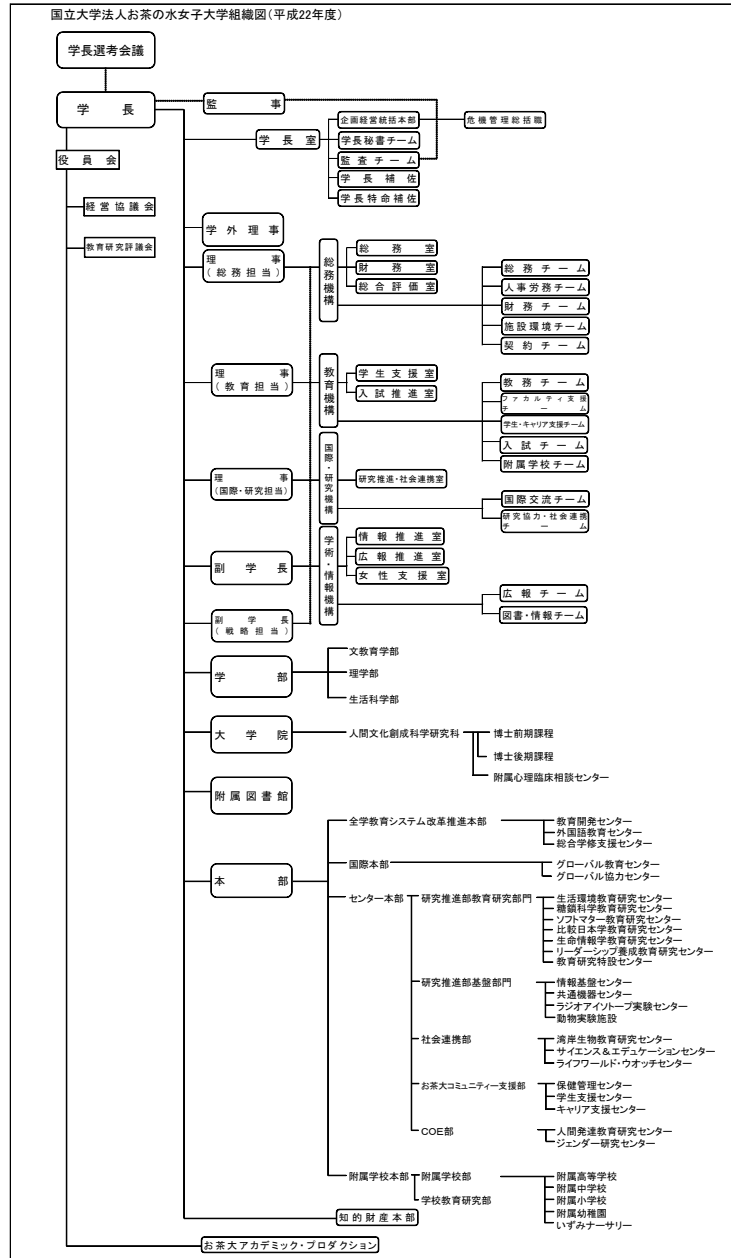 国立大学法人お茶の水女子大学組織図(平成22年度)
学長選考会議
学長
監事
企画経営統括本部
危機管理総括職
学長室
学長秘書チーム
監査チーム
学長補佐
学長特命補佐
役員会
経営協議会
教育研究評議会
学外理事
理事
(総務担当)
総務機構
総務室
財務室
総合評価室
総務チーム
人事労務チーム
財務チーム
施設環境チーム
契約チーム
理事
(教育担当)
教育機構
学生支援室
入試推進室
教務チーム
ファカルティ支援
チーム
学生・キャリア支援チーム
入試チーム
附属学校チーム
理事
(国際・研究担当)
国際・研究機構
研究推進・社会連携室
国際交流チーム
研究協力・社会連携
チーム
副学長
学術・情報機構
情報推進室
広報推進室
女性支援室
広報チーム
図書・情報チーム
副学長
(戦略担当)
学部
文教育学部
理学部
生活科学部
大学院
人間文化創成科学研究科
博士前期課程
博士後期課程
附属心理臨床相談センター
附属図書館
本部
全学教育システム改革推進本部
教育開発センター
外国語教育センター
総合学修支援センター
国際本部
グローバル教育センター
グローバル協力センター
センター本部
研究推進部教育研究部門
生活環境教育研究センター
糖鎖科学教育研究センター
ソフトマター教育研究センター
比較日本学教育研究センター
生命情報学教育研究センター
リーダーシップ養成教育研究センター
教育研究特設センター
研究推進部基盤部門
情報基盤センター
共通機器センター
ラジオアイソトープ実験センター
動物実験施設
社会連携部
湾岸生物教育研究センター
サイエンス&エデュケーションセンター
ライフワールド・ウオッチセンター
お茶大コミュニティー支援部
保健管理センター
学生支援センター
キャリア支援センター
COE部
人間発達教育研究センター
ジェンダー研究センター
附属学校本部
附属学校部
附属高等学校
附属中学校
附属小学校
附属幼稚園
いずみナーサリー
学校教育研究部
知的財産本部
お茶大アカデミック・プロダクション